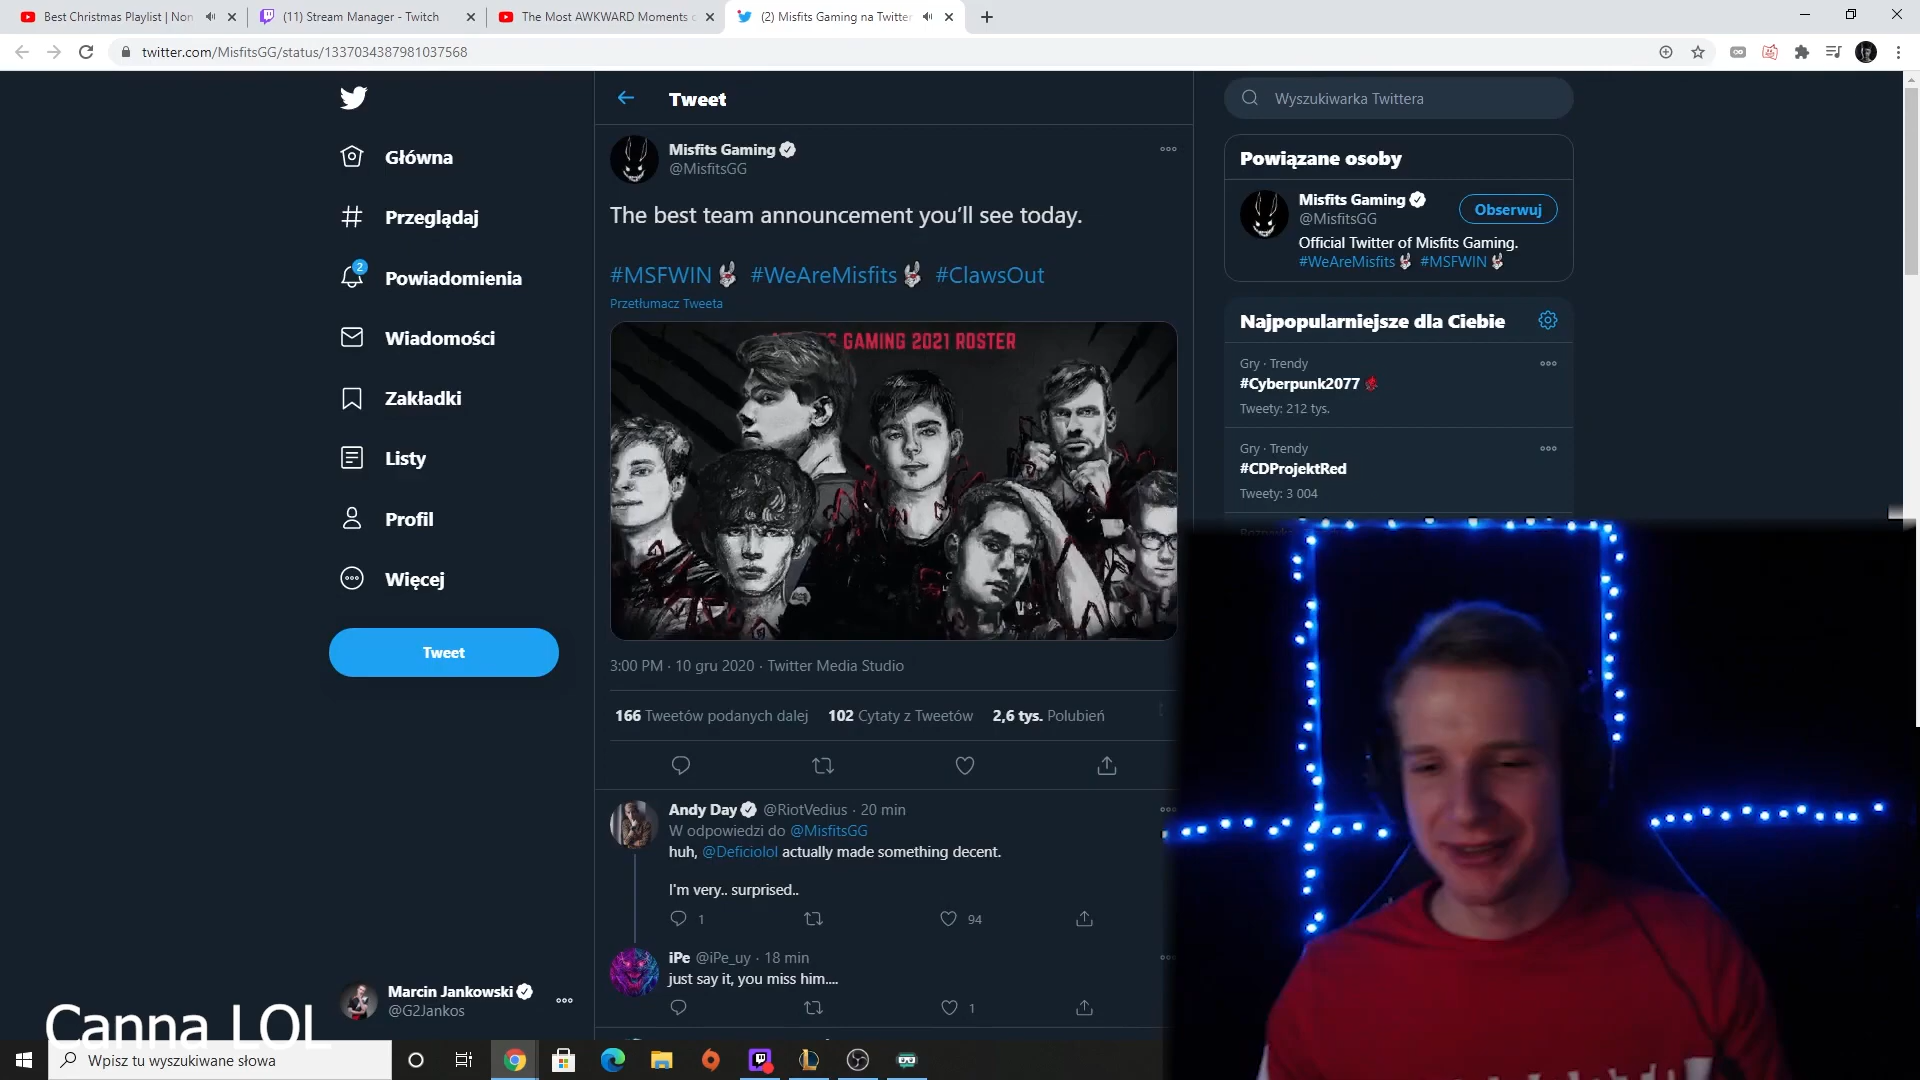 Best Christmas Playlist | Non
(11) Stream Manager - Twitch
The Most AWKWARD Moments
(2) Misfits Gaming na Twitter
twitter.com/MisfitsGG/status/1337034387981037568
Główna
Przeglądaj
2
Powiadomienia
Wiadomości
Zakładki
Listy
Profil
Więcej
Tweet
Marcin Jankowski
@G2Jankos
Tweet
Misfits Gaming
@MisfitsGG
The best team announcement you’ll see today.
#MSFWIN #WeAreMisfits #ClawsOut
Przetłumacz Tweeta
GAMING 2021 ROSTER
3:00 PM · 10 gru 2020 · Twitter Media Studio
166 Tweetów podanych dalej 102 Cytaty z Tweetów 2,6 tys. Polubień
Andy Day @RiotVedius · 20 min
W odpowiedzi do @MisfitsGG
huh, @Deficiolol actually made something decent.
I'm very.. surprised..
1 94
iPe @iPe_uy · 18 min
just say it, you miss him....
1
Wyszukiwarka Twittera
Powiązane osoby
Misfits Gaming
@MisfitsGG
Obserwuj
Official Twitter of Misfits Gaming.
#WeAreMisfits #MSFWIN
Najpopularniejsze dla Ciebie
Gry · Trendy
#Cyberpunk2077
Tweety: 212 tys.
Gry · Trendy
#CDProjektRed
Tweety: 3 004
Canna LOL
Wpisz tu wyszukiwane słowa